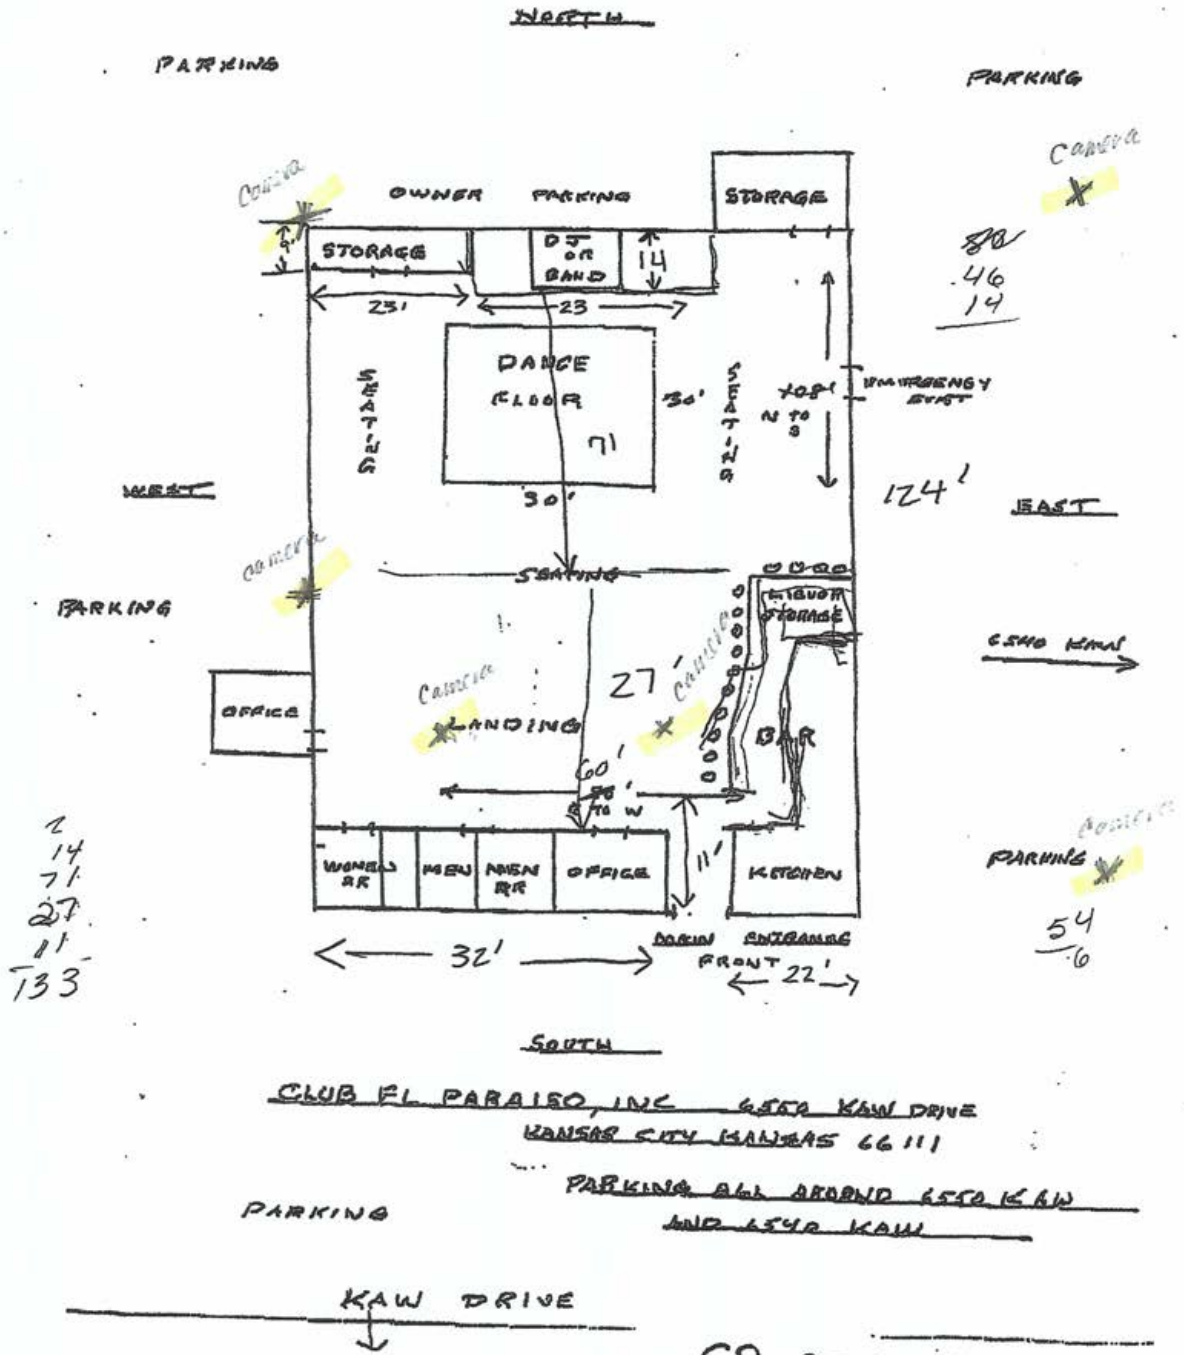 NORTH
PARKING
PARKING
Camera
Camera
OWNER PARKING
STORAGE
9'
STORAGE
DJ
OR
BAND
14
46
14
23'
23
DANCE
FLOOR
71
30'
30'
SEATING
SEATING
108'
N TO
S
EMERGENCY
EXIT
WEST
124'
EAST
camera
SEATING
LIQUOR
STORAGE
PARKING
6540 KAW
27'
Camera
Camera
OFFICE
LANDING
BAR
60'
TO W
2
14
71
27
11
133
WOMEN
RR
MEN
MEN
RR
OFFICE
11'
KITCHEN
PARKING
Camera
54
6
32'
MAIN ENTRANCE
FRONT
22'
SOUTH
CLUB EL PARAISO, INC 6550 KAW DRIVE
KANSAS CITY KANSAS 66111
PARKING ALL AROUND 6550 KAW
AND 6540 KAW
PARKING
KAW DRIVE